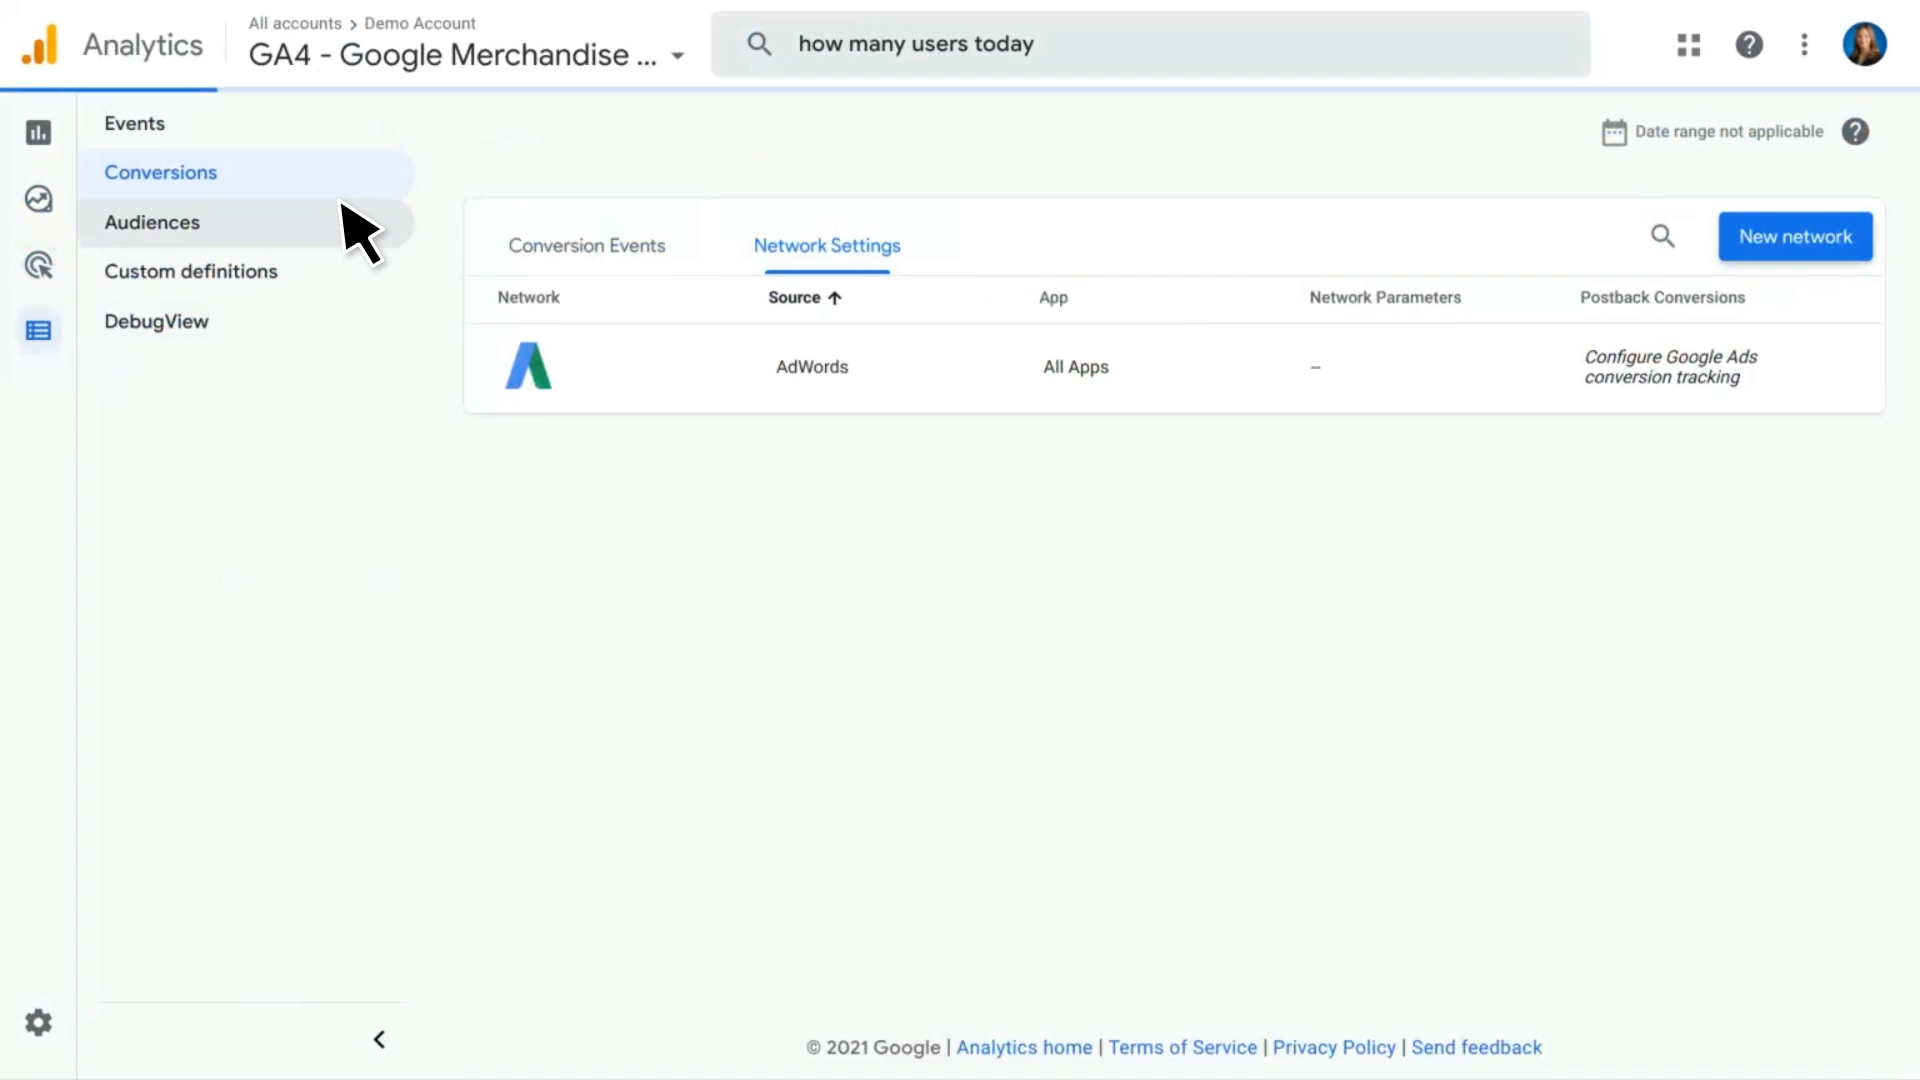 Analytics
All accounts > Demo Account
GA4 - Google Merchandise ...
how many users today
Events
Conversions
Audiences
Custom definitions
DebugView
Date range not applicable
Conversion Events
Network Settings
New network
Network
Source
App
Network Parameters
Postback Conversions
AdWords
All Apps
--
Configure Google Ads
conversion tracking
© 2021 Google | Analytics home | Terms of Service | Privacy Policy | Send feedback